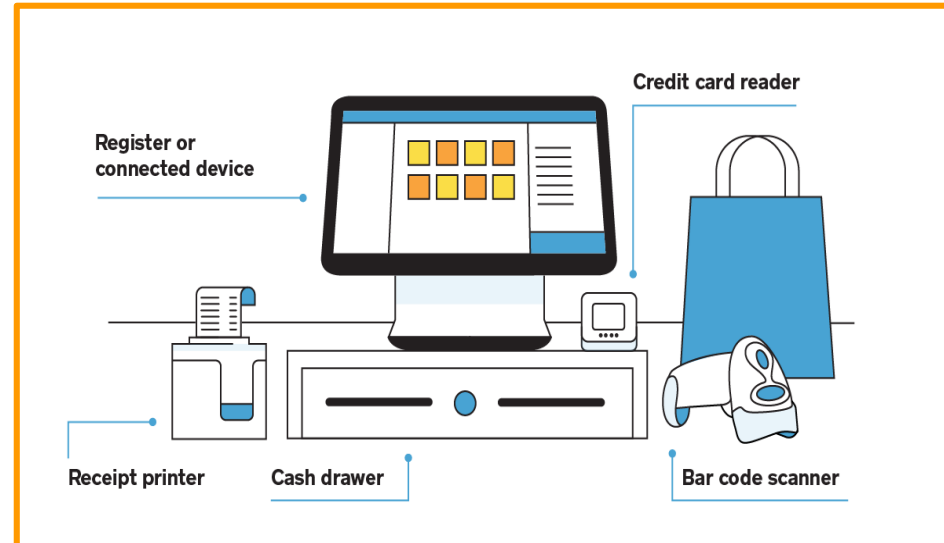 Credit card reader
Register or
connected device
Receipt printer
Cash drawer
Bar code scanner